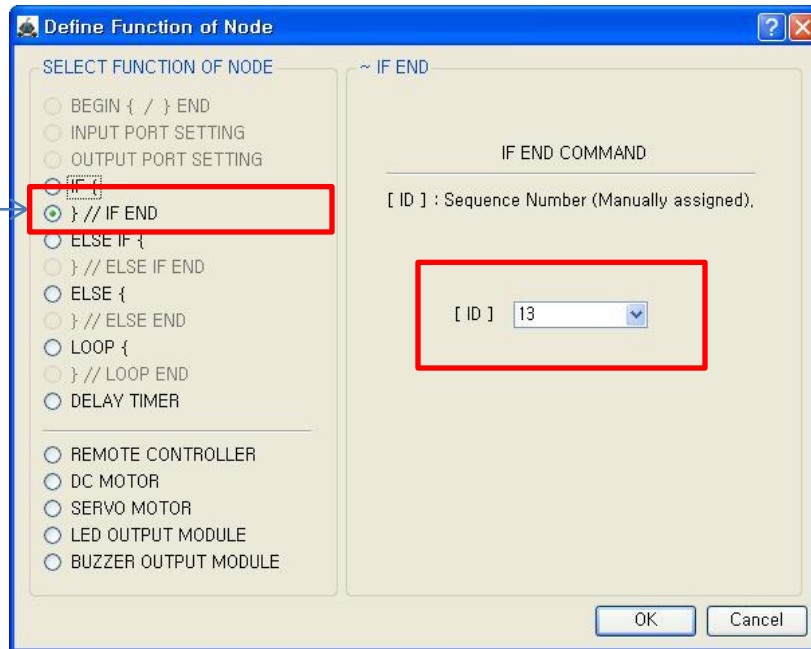 Define Function of Node
SELECT FUNCTION OF NODE
BEGIN { / } END
INPUT PORT SETTING
OUTPUT PORT SETTING
IF {
} // IF END
ELSE IF {
} // ELSE IF END
ELSE {
} // ELSE END
LOOP {
} // LOOP END
DELAY TIMER
REMOTE CONTROLLER
DC MOTOR
SERVO MOTOR
LED OUTPUT MODULE
BUZZER OUTPUT MODULE
~ IF END
IF END COMMAND
[ ID ] : Sequence Number (Manually assigned),
[ ID ] 13
OK Cancel